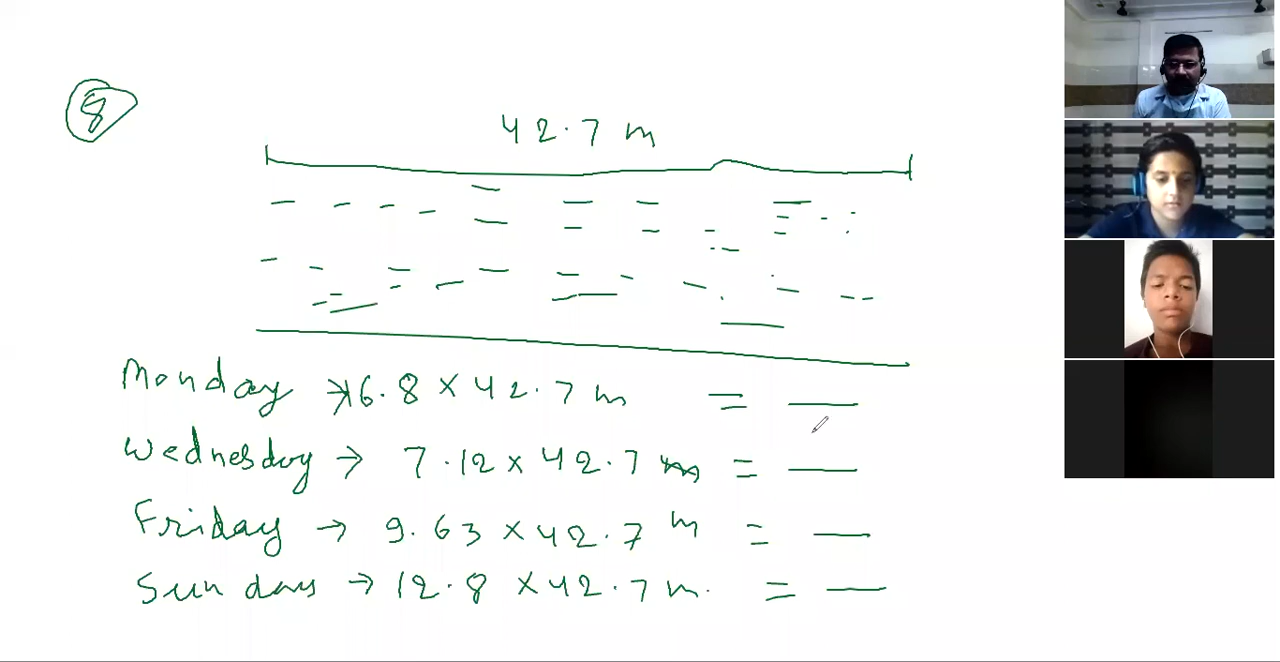 8
42.7 m
Monday → 6.8 × 42.7 m =
Wednesday → 7.12 × 42.7 m =
Friday → 9.63 × 42.7 m =
Sunday → 12.8 × 42.7 m. =